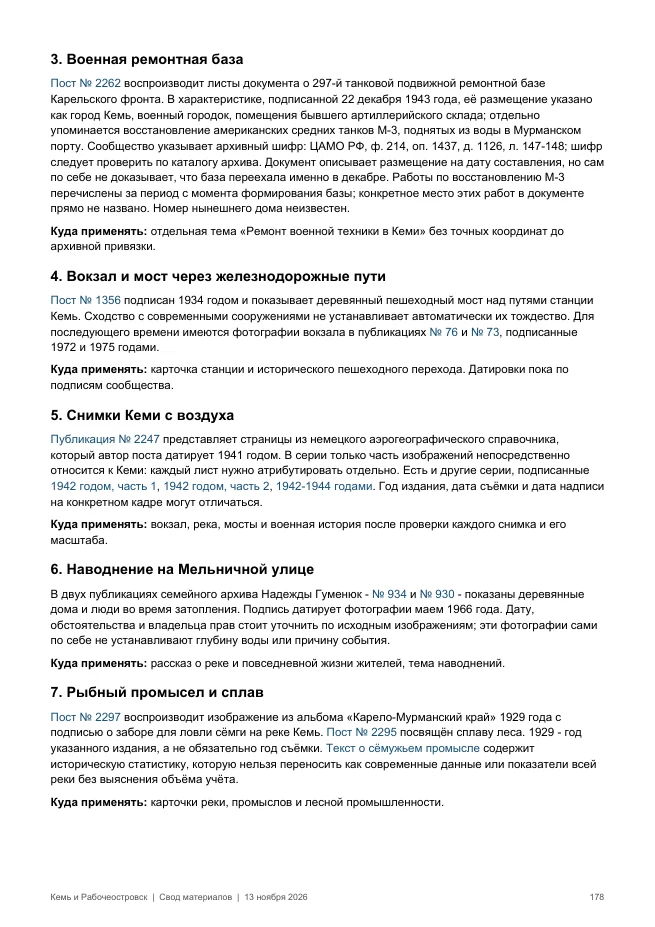 3. Военная ремонтная база
Пост № 2262 воспроизводит листы документа о 297-й танковой подвижной ремонтной базе
Карельского фронта. В характеристике, подписанной 22 декабря 1943 года, её размещение указано
как город Кемь, военный городок, помещения бывшего артиллерийского склада; отдельно
упоминается восстановление американских средних танков М-3, поднятых из воды в Мурманском
порту. Сообщество указывает архивный шифр: ЦАМО РФ, ф. 214, оп. 1437, д. 1126, л. 147-148; шифр
следует проверить по каталогу архива. Документ описывает размещение на дату составления, но сам
по себе не доказывает, что база переехала именно в декабре. Работы по восстановлению М-3
перечислены за период с момента формирования базы; конкретное место этих работ в документе
прямо не названо. Номер нынешнего дома неизвестен.
Куда применять: отдельная тема «Ремонт военной техники в Кеми» без точных координат до
архивной привязки.
4. Вокзал и мост через железнодорожные пути
Пост № 1356 подписан 1934 годом и показывает деревянный пешеходный мост над путями станции
Кемь. Сходство с современными сооружениями не устанавливает автоматически их тождество. Для
последующего времени имеются фотографии вокзала в публикациях № 76 и № 73, подписанные
1972 и 1975 годами.
Куда применять: карточка станции и исторического пешеходного перехода. Датировки пока по
подписям сообщества.
5. Снимки Кеми с воздуха
Публикация № 2247 представляет страницы из немецкого аэрогеографического справочника,
который автор поста датирует 1941 годом. В серии только часть изображений непосредственно
относится к Кеми: каждый лист нужно атрибутировать отдельно. Есть и другие серии, подписанные
1942 годом, часть 1, 1942 годом, часть 2, 1942-1944 годами. Год издания, дата съёмки и дата надписи
на конкретном кадре могут отличаться.
Куда применять: вокзал, река, мосты и военная история после проверки каждого снимка и его
масштаба.
6. Наводнение на Мельничной улице
В двух публикациях семейного архива Надежды Гуменюк - № 934 и № 930 - показаны деревянные
дома и люди во время затопления. Подпись датирует фотографии маем 1966 года. Дату,
обстоятельства и владельца прав стоит уточнить по исходным изображениям; эти фотографии сами
по себе не устанавливают глубину воды или причину события.
Куда применять: рассказ о реке и повседневной жизни жителей, тема наводнений.
7. Рыбный промысел и сплав
Пост № 2297 воспроизводит изображение из альбома «Карело-Мурманский край» 1929 года с
подписью о заборе для ловли сёмги на реке Кемь. Пост № 2295 посвящён сплаву леса. 1929 - год
указанного издания, а не обязательно год съёмки. Текст о сёмужьем промысле содержит
историческую статистику, которую нельзя переносить как современные данные или показатели всей
реки без выяснения объёма учёта.
Куда применять: карточки реки, промыслов и лесной промышленности.
Кемь и Рабочеостровск | Свод материалов | 13 ноября 2026
178